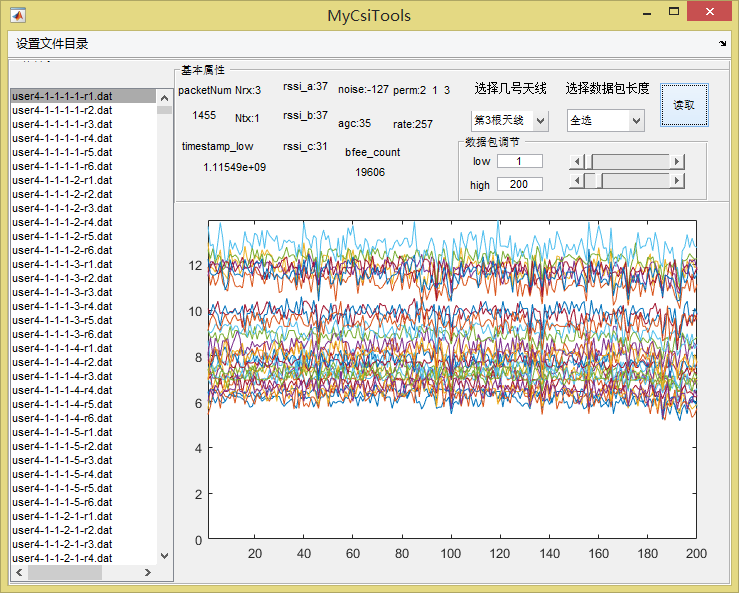 MyCsiTools
设置文件目录
基本属性
packetNum Nrx:3 rssi_a:37 noise:-127 perm:2 1 3 选择几号天线 选择数据包长度
1455 Ntx:1 rssi_b:37 agc:35 rate:257 第3根天线 全选 读取
timestamp_low rssi_c:31 bfee_count 数据包调节
1.11549e+09 19606 low 1
high 200
user4-1-1-1-1-r1.dat
user4-1-1-1-1-r2.dat
user4-1-1-1-1-r3.dat
user4-1-1-1-1-r4.dat
user4-1-1-1-1-r5.dat
user4-1-1-1-1-r6.dat
user4-1-1-1-2-r1.dat
user4-1-1-1-2-r2.dat
user4-1-1-1-2-r3.dat
user4-1-1-1-2-r4.dat
user4-1-1-1-2-r5.dat
user4-1-1-1-2-r6.dat
user4-1-1-1-3-r1.dat
user4-1-1-1-3-r2.dat
user4-1-1-1-3-r3.dat
user4-1-1-1-3-r4.dat
user4-1-1-1-3-r5.dat
user4-1-1-1-3-r6.dat
user4-1-1-1-4-r1.dat
user4-1-1-1-4-r2.dat
user4-1-1-1-4-r3.dat
user4-1-1-1-4-r4.dat
user4-1-1-1-4-r5.dat
user4-1-1-1-4-r6.dat
user4-1-1-1-5-r1.dat
user4-1-1-1-5-r2.dat
user4-1-1-1-5-r3.dat
user4-1-1-1-5-r4.dat
user4-1-1-1-5-r5.dat
user4-1-1-1-5-r6.dat
user4-1-1-2-1-r1.dat
user4-1-1-2-1-r2.dat
user4-1-1-2-1-r3.dat
user4-1-1-2-1-r4.dat
12
10
8
6
4
2
0
20 40 60 80 100 120 140 160 180 200